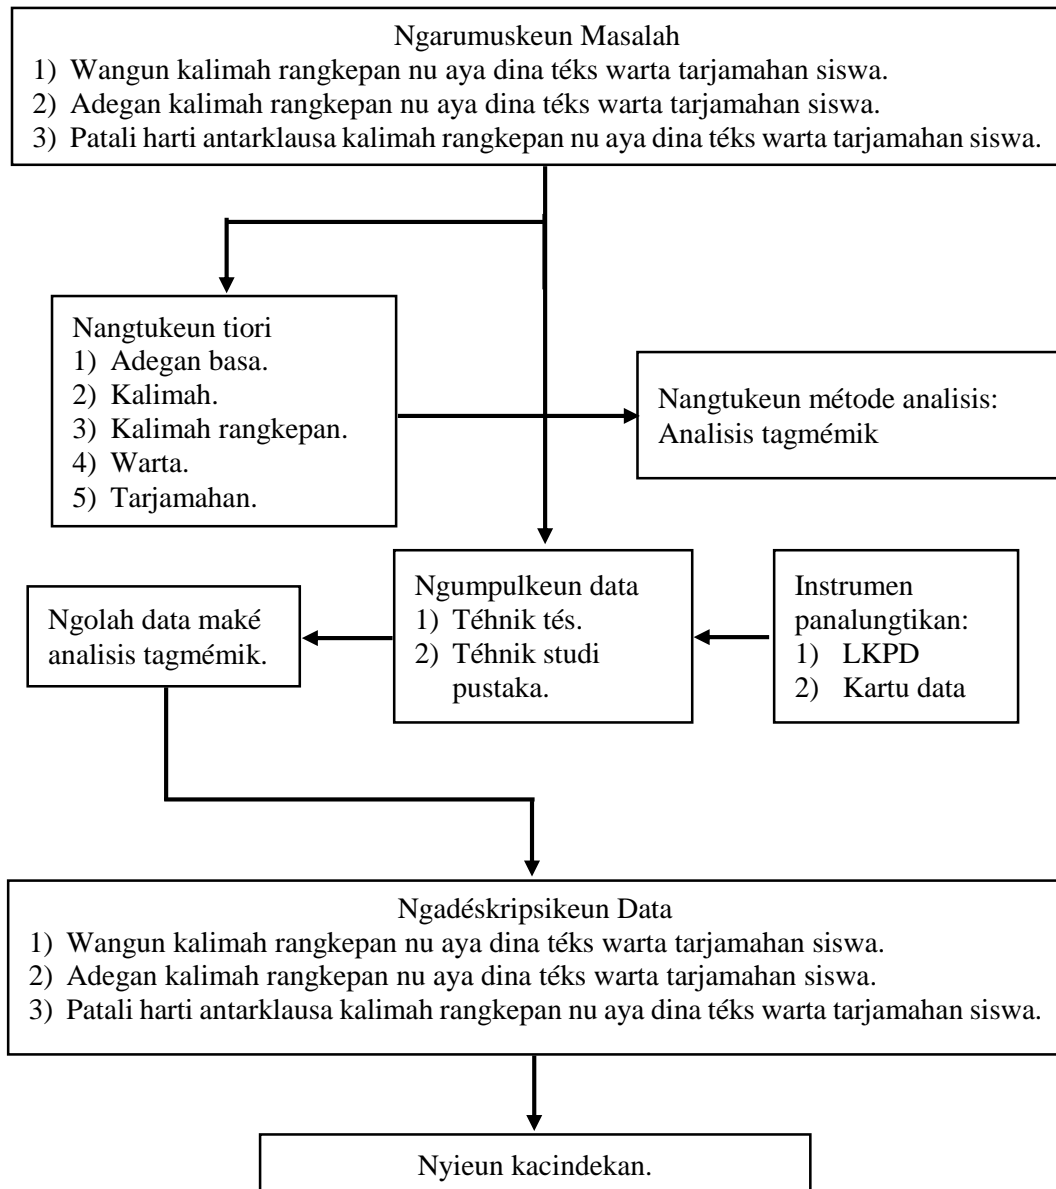 Ngarumuskeun Masalah
1) Wangun kalimah rangkepan nu aya dina téks warta tarjamahan siswa.
2) Adegan kalimah rangkepan nu aya dina téks warta tarjamahan siswa.
3) Patali harti antarklausa kalimah rangkepan nu aya dina téks warta tarjamahan siswa.
Nangtukeun tiori
1) Adegan basa.
2) Kalimah.
3) Kalimah rangkepan.
4) Warta.
5) Tarjamahan.
Nangtukeun métode analisis:
Analisis tagmémik
Ngumpulkeun data
1) Téhnik tés.
2) Téhnik studi
pustaka.
Instrumen
panalungtikan:
1) LKPD
2) Kartu data
Ngolah data maké
analisis tagmémik.
Ngadéskripsikeun Data
1) Wangun kalimah rangkepan nu aya dina téks warta tarjamahan siswa.
2) Adegan kalimah rangkepan nu aya dina téks warta tarjamahan siswa.
3) Patali harti antarklausa kalimah rangkepan nu aya dina téks warta tarjamahan siswa.
Nyieun kacindekan.